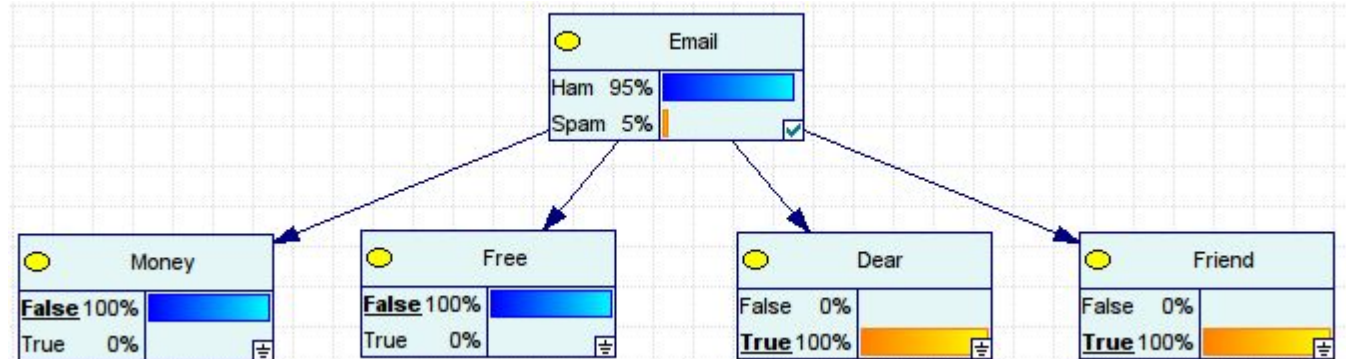 Email
Ham 95%
Spam 5%
Money
False 100%
True 0%
Free
False 100%
True 0%
Dear
False 0%
True 100%
Friend
False 0%
True 100%